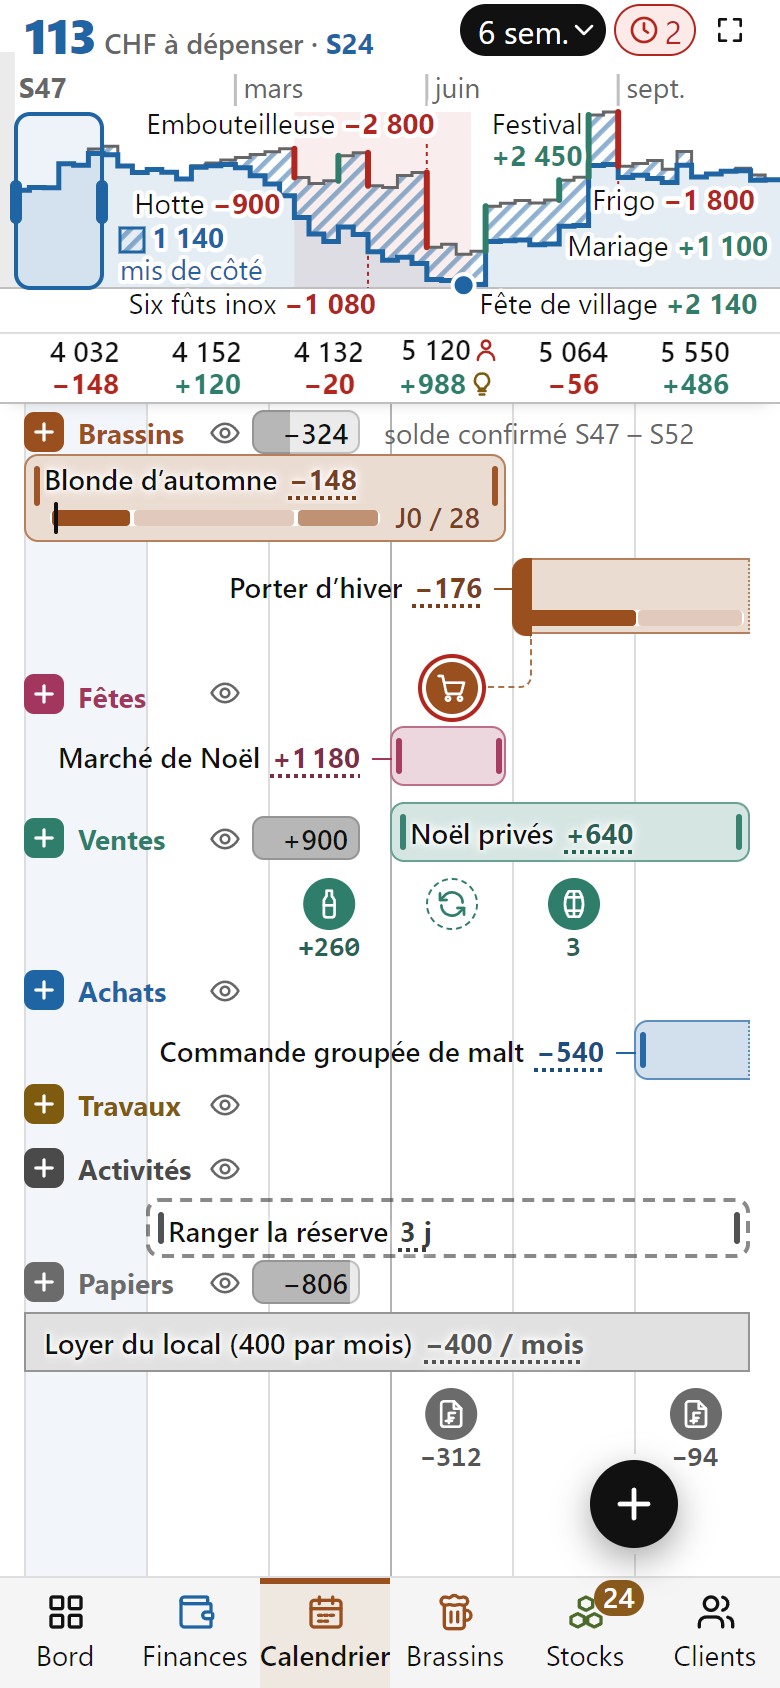 113 CHF à dépenser · S24
6 sem.
2
S47
mars
juin
sept.
Embouteilleuse −2 800
Festival
+2 450
Hotte −900
Frigo −1 800
1 140
mis de côté
Mariage +1 100
Six fûts inox −1 080
Fête de village +2 140
4 032
4 152
4 132
5 120
5 064
5 550
−148
+120
−20
+988
−56
+486
Brassins
−324
solde confirmé S47 – S52
Blonde d’automne −148
J0 / 28
Porter d’hiver −176
Fêtes
Marché de Noël +1 180
Ventes
+900
Noël privés +640
+260
3
Achats
Commande groupée de malt −540
Travaux
Activités
Ranger la réserve 3 j
Papiers
−806
Loyer du local (400 par mois) −400 / mois
−312
−94
Bord
Finances
Calendrier
Brassins
24
Stocks
Clients